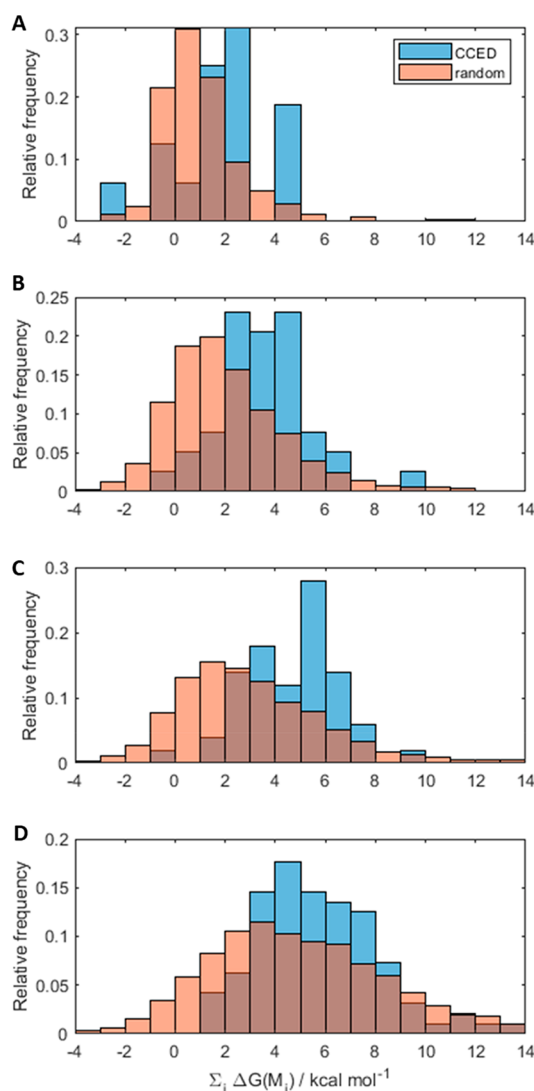 A
Relative frequency
0.3
0.2
0.1
0
CCED
random
-4 -2 0 2 4 6 8 10 12 14
B
Relative frequency
0.25
0.2
0.15
0.1
0.05
0
-4 -2 0 2 4 6 8 10 12 14
C
Relative frequency
0.3
0.2
0.1
0
-4 -2 0 2 4 6 8 10 12 14
D
Relative frequency
0.2
0.15
0.1
0.05
0
-4 -2 0 2 4 6 8 10 12 14
Σᵢ ΔG(Mᵢ) / kcal mol⁻¹